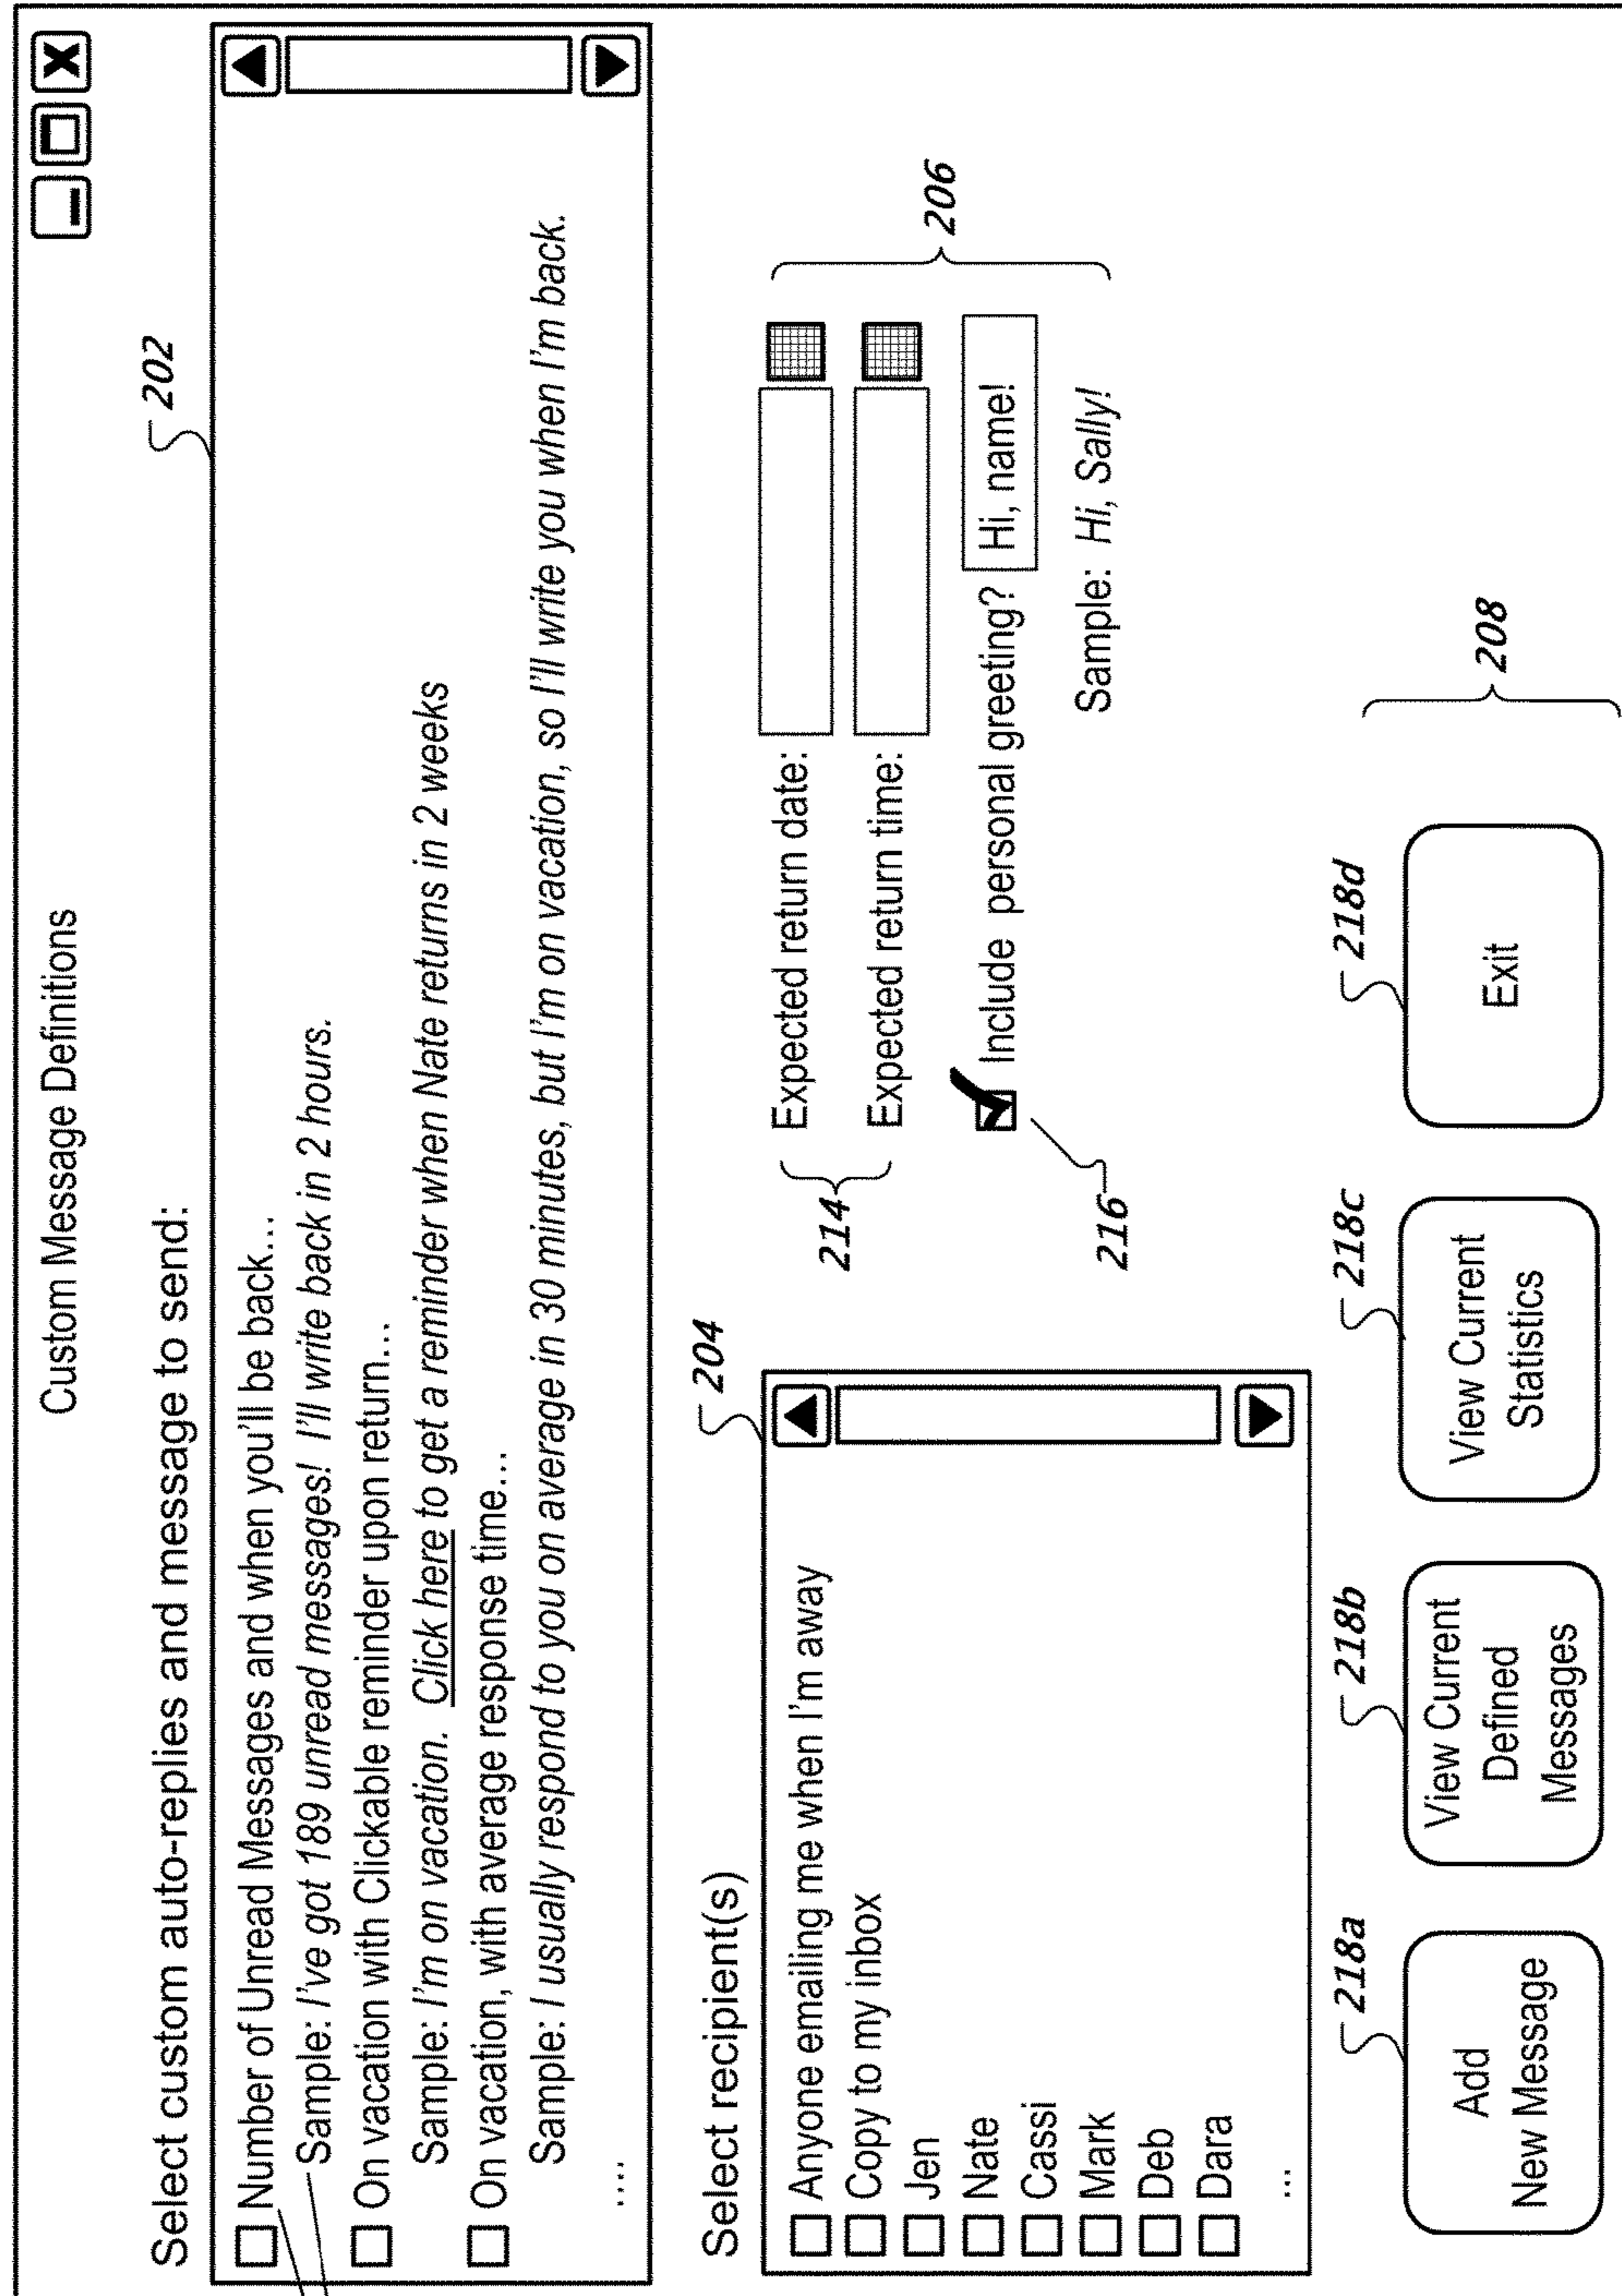 Custom Message Definitions
Select custom auto-replies and message to send:
202
Number of Unread Messages and when you'll be back...
Sample: I've got 189 unread messages! I'll write back in 2 hours.
On vacation with Clickable reminder upon return...
Sample: I'm on vacation. Click here to get a reminder when Nate returns in 2 weeks
On vacation, with average response time...
Sample: I usually respond to you on average in 30 minutes, but I'm on vacation, so I'll write you when I'm back.
....
Select recipient(s)
204
Anyone emailing me when I'm away
Copy to my inbox
Jen
Nate
Cassi
Mark
Deb
Dara
...
214
Expected return date:
Expected return time:
206
216
Include personal greeting? Hi, name!
Sample: Hi, Sally!
218a
Add
New Message
218b
View Current
Defined
Messages
218c
View Current
Statistics
218d
Exit
208